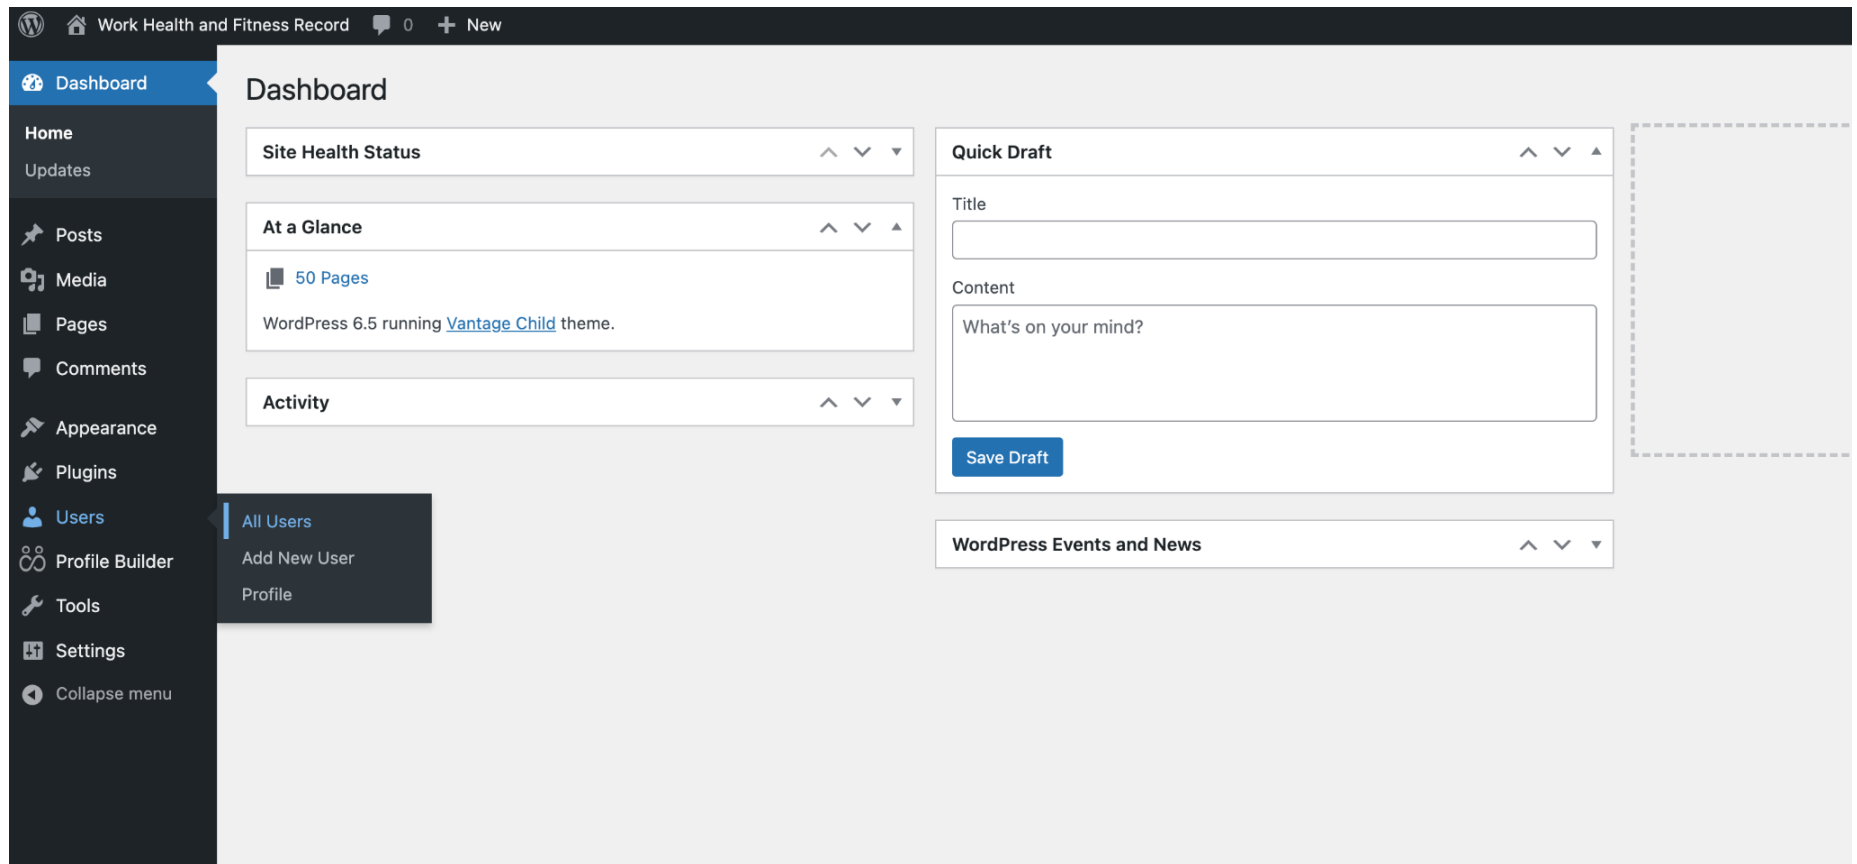 Work Health and Fitness Record 0 New
Dashboard
Home
Updates
Posts
Media
Pages
Comments
Appearance
Plugins
Users
Profile Builder
Tools
Settings
Collapse menu
All Users
Add New User
Profile
Dashboard
Site Health Status
At a Glance
50 Pages
WordPress 6.5 running Vantage Child theme.
Activity
Quick Draft
Title
Content
What's on your mind?
Save Draft
WordPress Events and News